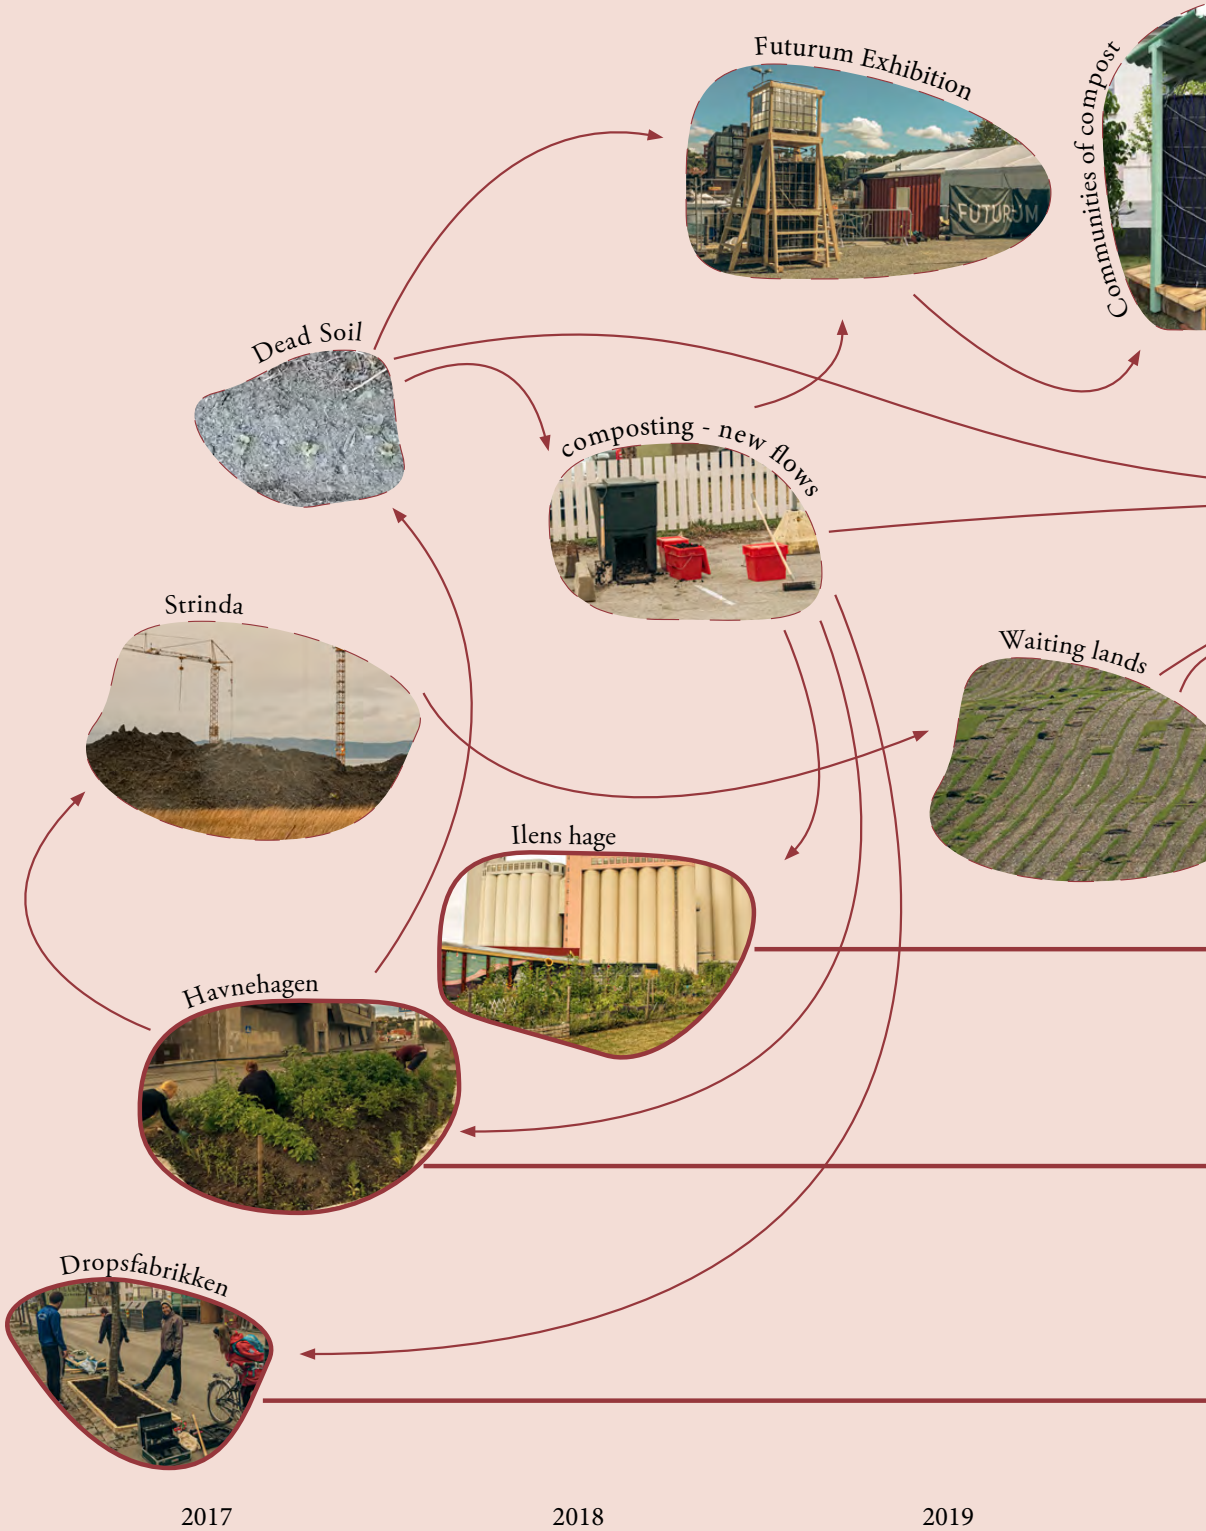 Futurum Exhibition
Communities of compost
FUTURUM
Dead Soil
composting - new flows
Strinda
Waiting lands
Ilens hage
Havnehagen
Dropsfabrikken
2017
2018
2019